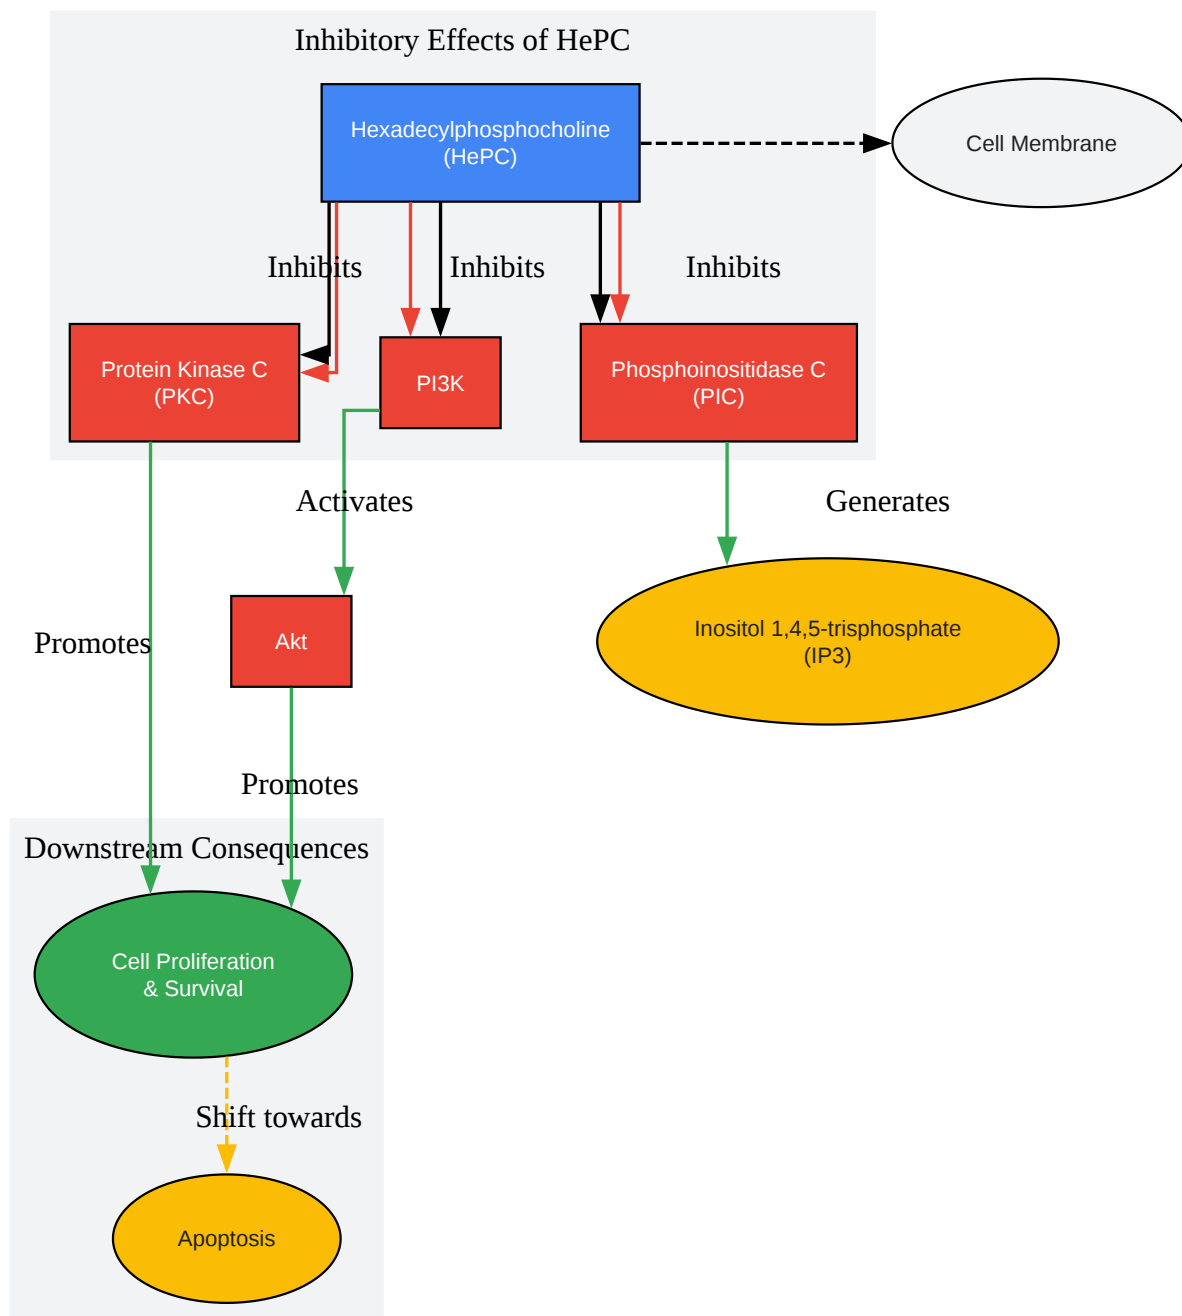 Inhibitory Effects of HePC
Hexadecylphosphocholine
(HePC)
Cell Membrane
Inhibits
Inhibits
Inhibits
Protein Kinase C
(PKC)
PI3K
Phosphoinositidase C
(PIC)
Activates
Generates
Promotes
Akt
Inositol 1,4,5-trisphosphate
(IP3)
Promotes
Downstream Consequences
Cell Proliferation
& Survival
Shift towards
Apoptosis